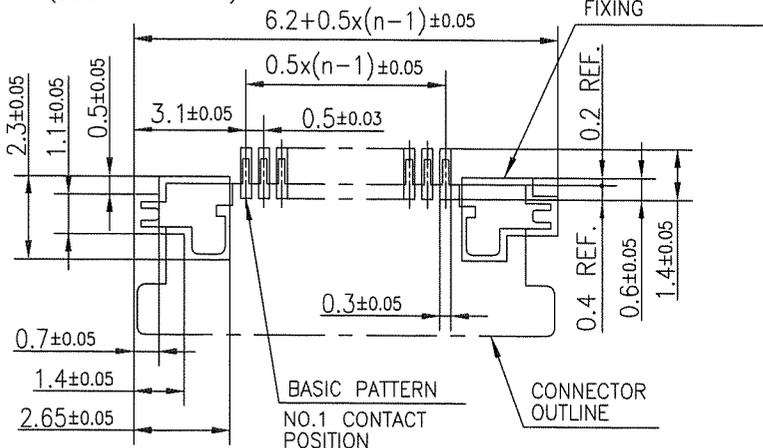 FIXING
6.2+0.5x(n-1)±0.05
0.5x(n-1)±0.05
3.1±0.05
0.5±0.03
2.3±0.05
1.1±0.05
0.5±0.05
0.2 REF.
0.4 REF.
0.6±0.05
1.4±0.05
0.3±0.05
0.7±0.05
1.4±0.05
2.65±0.05
BASIC PATTERN
NO.1 CONTACT
POSITION
CONNECTOR
OUTLINE